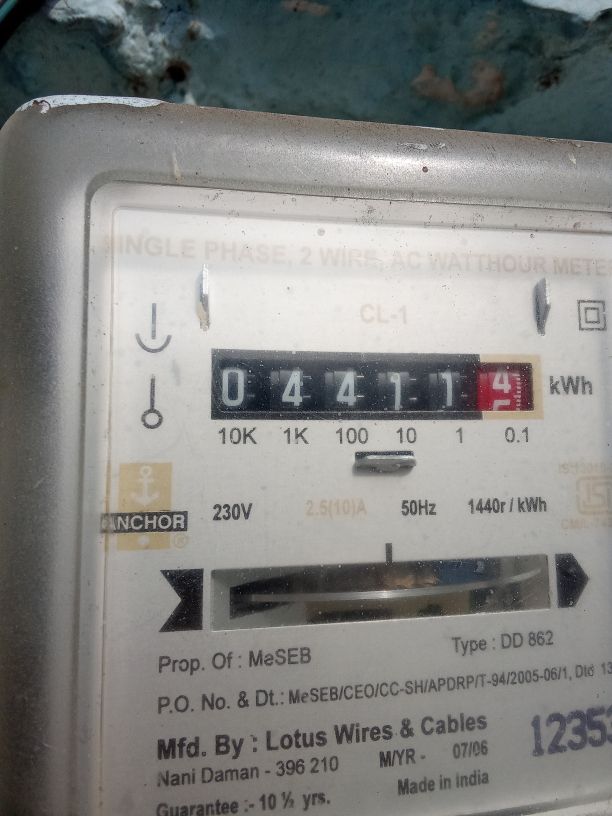 SINGLE PHASE, 2 WIRE, AC WATTHOUR METER
CL-1
0 4 4 1 1 4 kWh
10K 1K 100 10 1 0.1
ANCHOR
230V 2.5(10)A 50Hz 1440r / kWh
Prop. Of : MeSEB Type : DD 862
P.O. No. & Dt.: MeSEB/CEO/CC-SH/APDRP/T-94/2005-06/1, Dtd 13
Mfd. By : Lotus Wires & Cables
Nani Daman - 396 210 M/YR - 07/06
Guarantee :- 10 ½ yrs. Made in India